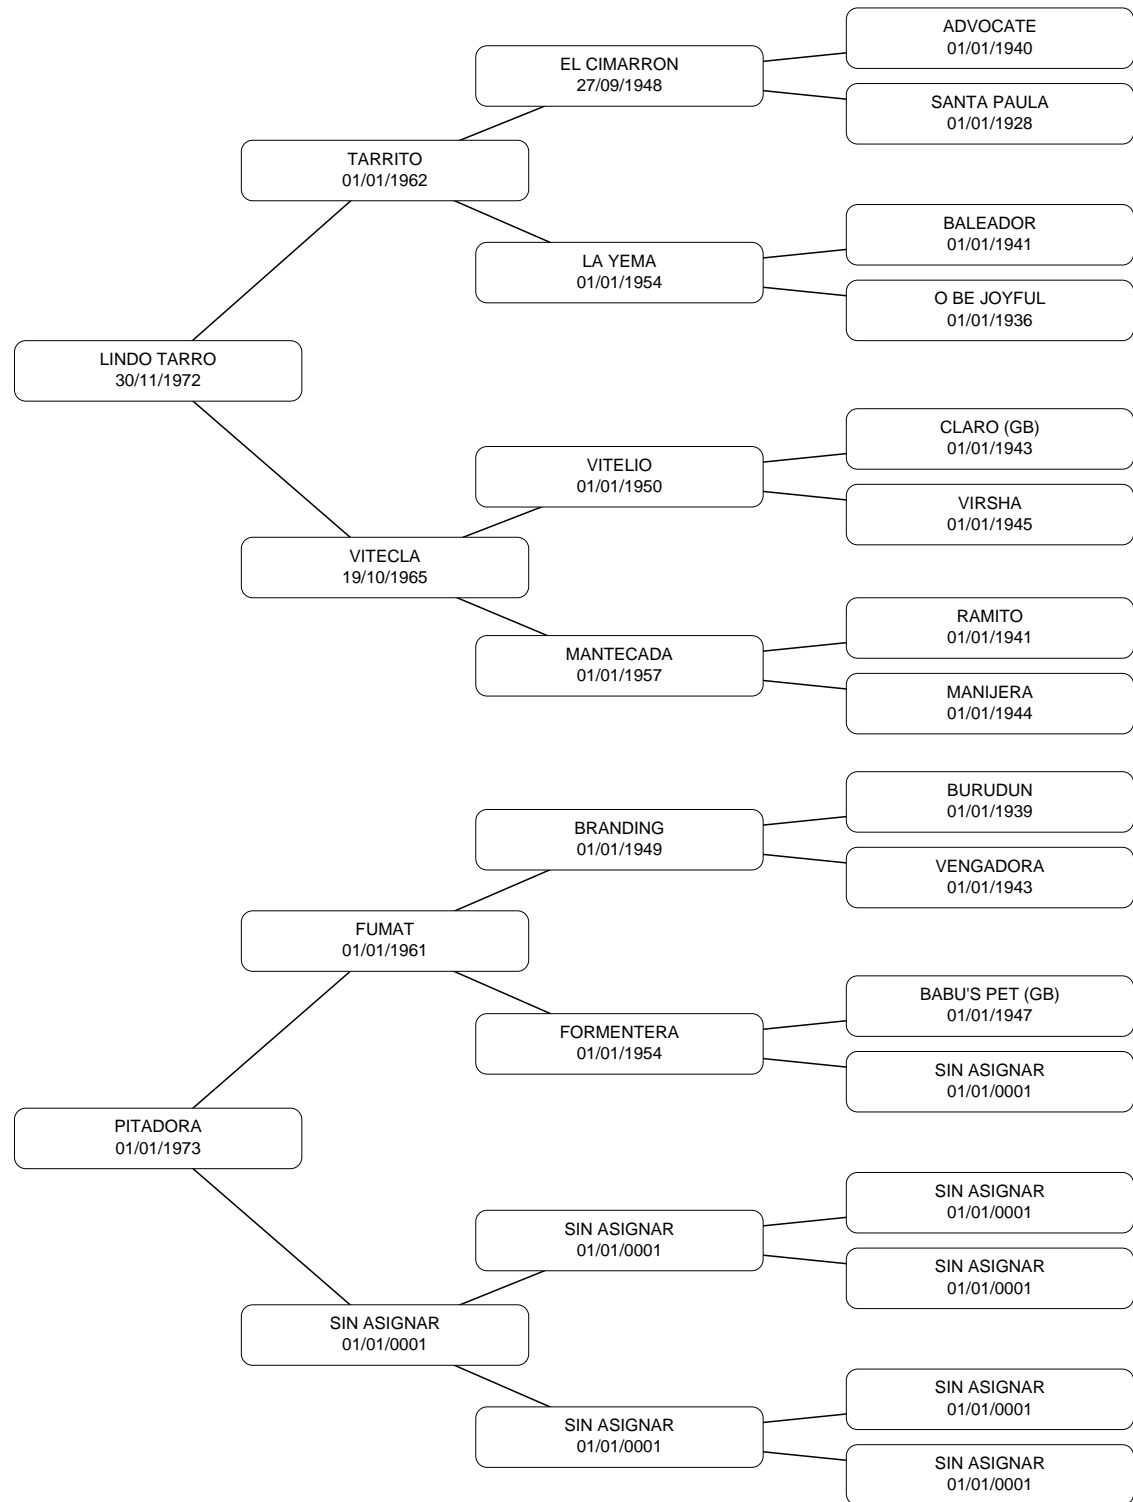 ADVOCATE
01/01/1940
EL CIMARRON
27/09/1948
SANTA PAULA
01/01/1928
TARRITO
01/01/1962
BALEADOR
01/01/1941
LA YEMA
01/01/1954
O BE JOYFUL
01/01/1936
LINDO TARRO
30/11/1972
CLARO (GB)
01/01/1943
VITELIO
01/01/1950
VIRSHA
01/01/1945
VITECLA
19/10/1965
RAMITO
01/01/1941
MANTECADA
01/01/1957
MANIJERA
01/01/1944
BURUDUN
01/01/1939
BRANDING
01/01/1949
VENGADORA
01/01/1943
FUMAT
01/01/1961
BABU'S PET (GB)
01/01/1947
FORMENTERA
01/01/1954
SIN ASIGNAR
01/01/0001
PITADORA
01/01/1973
SIN ASIGNAR
01/01/0001
SIN ASIGNAR
01/01/0001
SIN ASIGNAR
01/01/0001
SIN ASIGNAR
01/01/0001
SIN ASIGNAR
01/01/0001
SIN ASIGNAR
01/01/0001
SIN ASIGNAR
01/01/0001